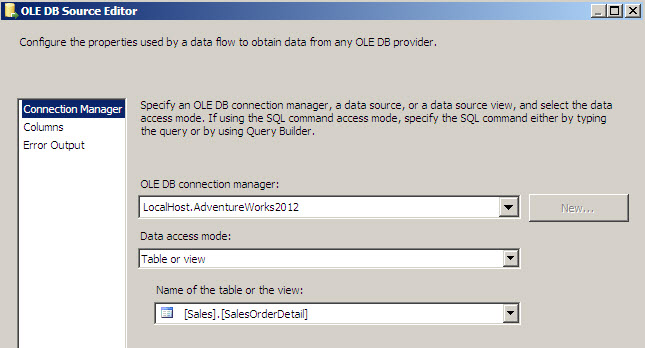 OLE DB Source Editor
Configure the properties used by a data flow to obtain data from any OLE DB provider.
Connection Manager
Columns
Error Output
Specify an OLE DB connection manager, a data source, or a data source view, and select the data
access mode. If using the SQL command access mode, specify the SQL command either by typing
the query or by using Query Builder.
OLE DB connection manager:
LocalHost.AdventureWorks2012
New...
Data access mode:
Table or view
Name of the table or the view:
[Sales].[SalesOrderDetail]